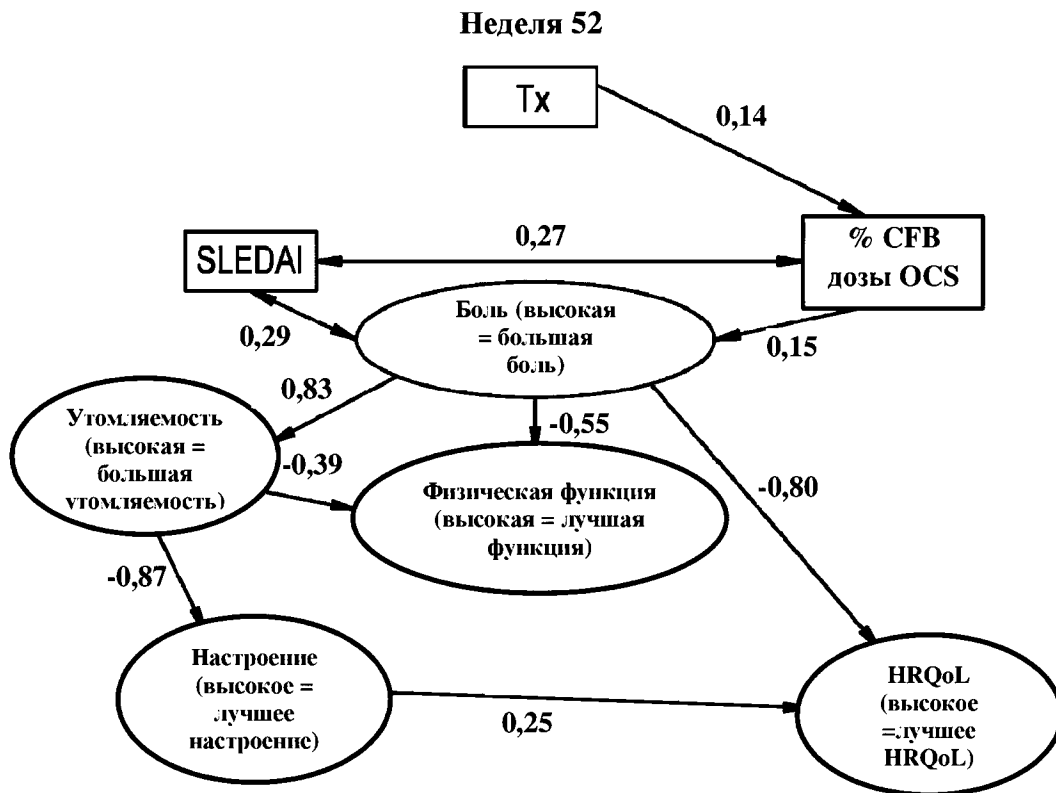 Неделя 52
Tx
0,14
0,27
% CFB
дозы OCS
SLEDAI
Боль (высокая
= большая
боль)
0,29
0,15
0,83
Утомляемость
(высокая =
большая
утомляемость)
-0,55
-0,39
Физическая функция
(высокая = лучшая
функция)
-0,80
-0,87
Настроение
(высокое =
лучшее
настроение)
0,25
HRQoL
(высокое
=лучшее
HRQoL)